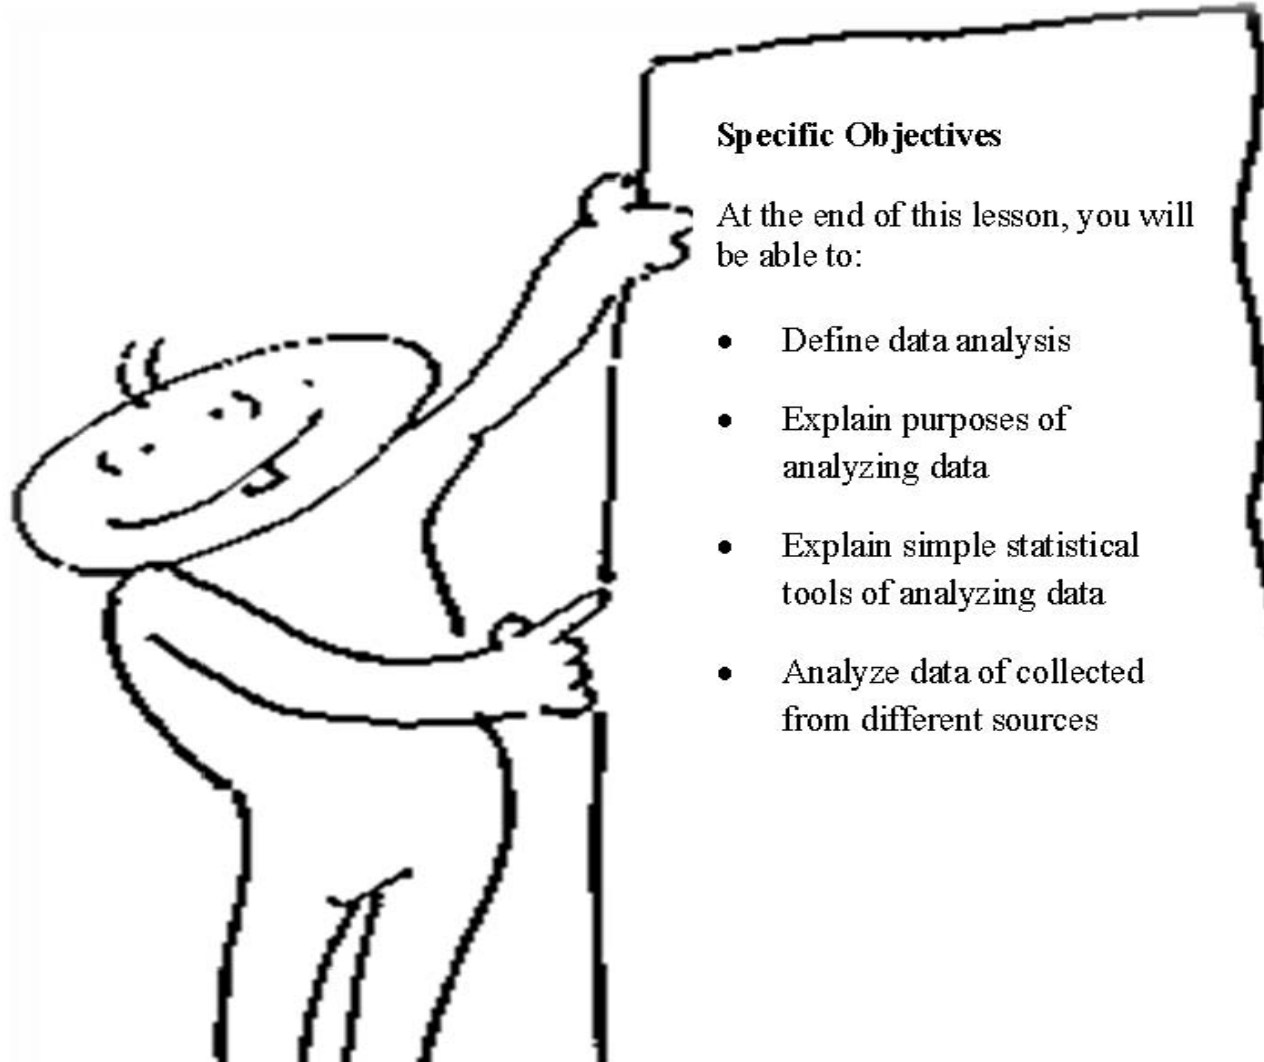 Specific Objectives
At the end of this lesson, you will
be able to:
• Define data analysis
• Explain purposes of
analyzing data
• Explain simple statistical
tools of analyzing data
• Analyze data of collected
from different sources